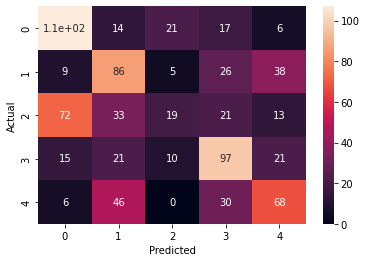 0 1.1e+02 14 21 17 6
100
1 9 86 5 26 38
80
Actual
2 72 33 19 21 13
60
40
3 15 21 10 97 21
20
4 6 46 0 30 68
0
0 1 2 3 4
Predicted